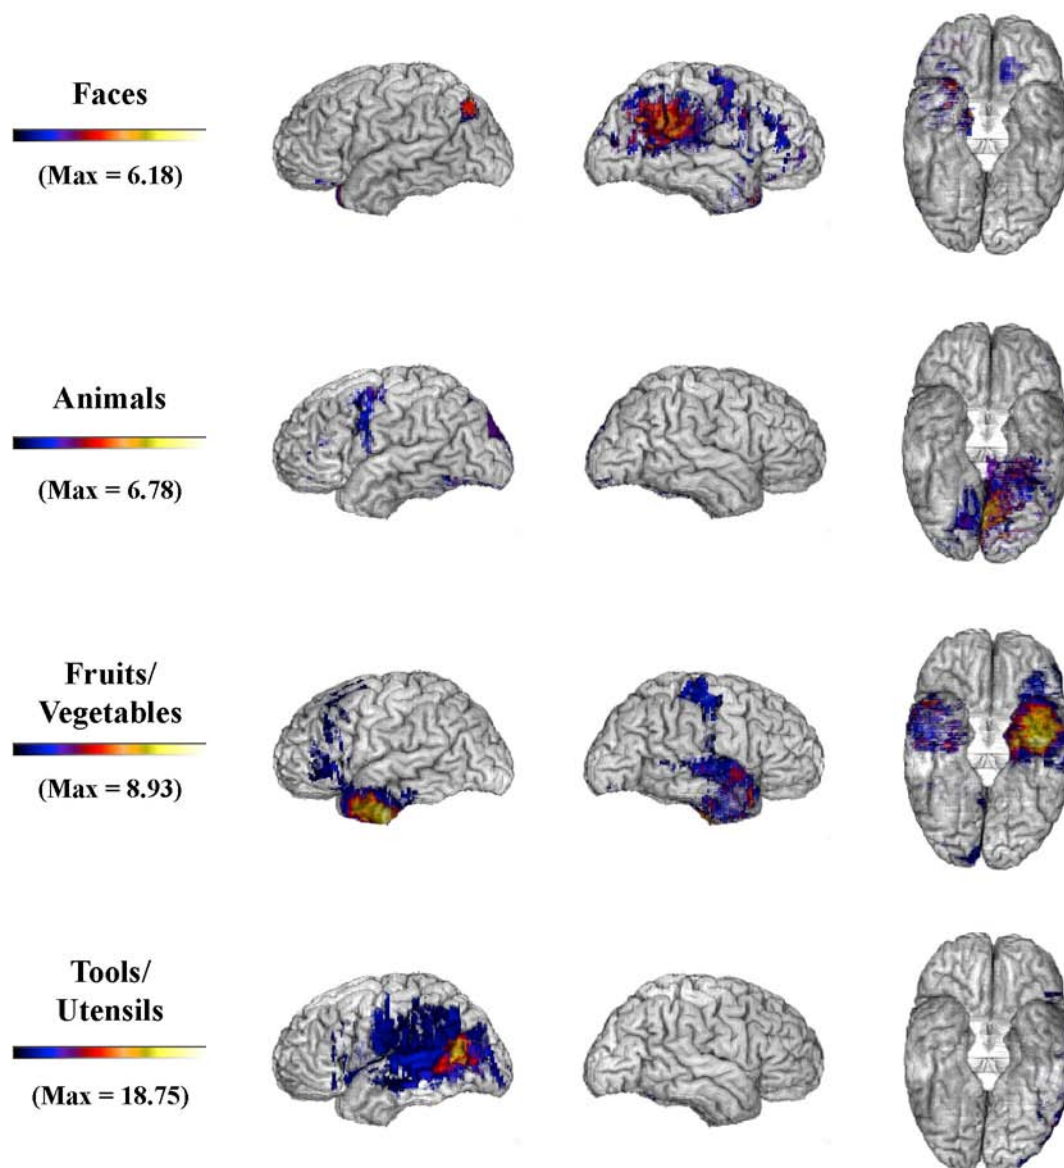 Faces
(Max = 6.18)
Animals
(Max = 6.78)
Fruits/
Vegetables
(Max = 8.93)
Tools/
Utensils
(Max = 18.75)